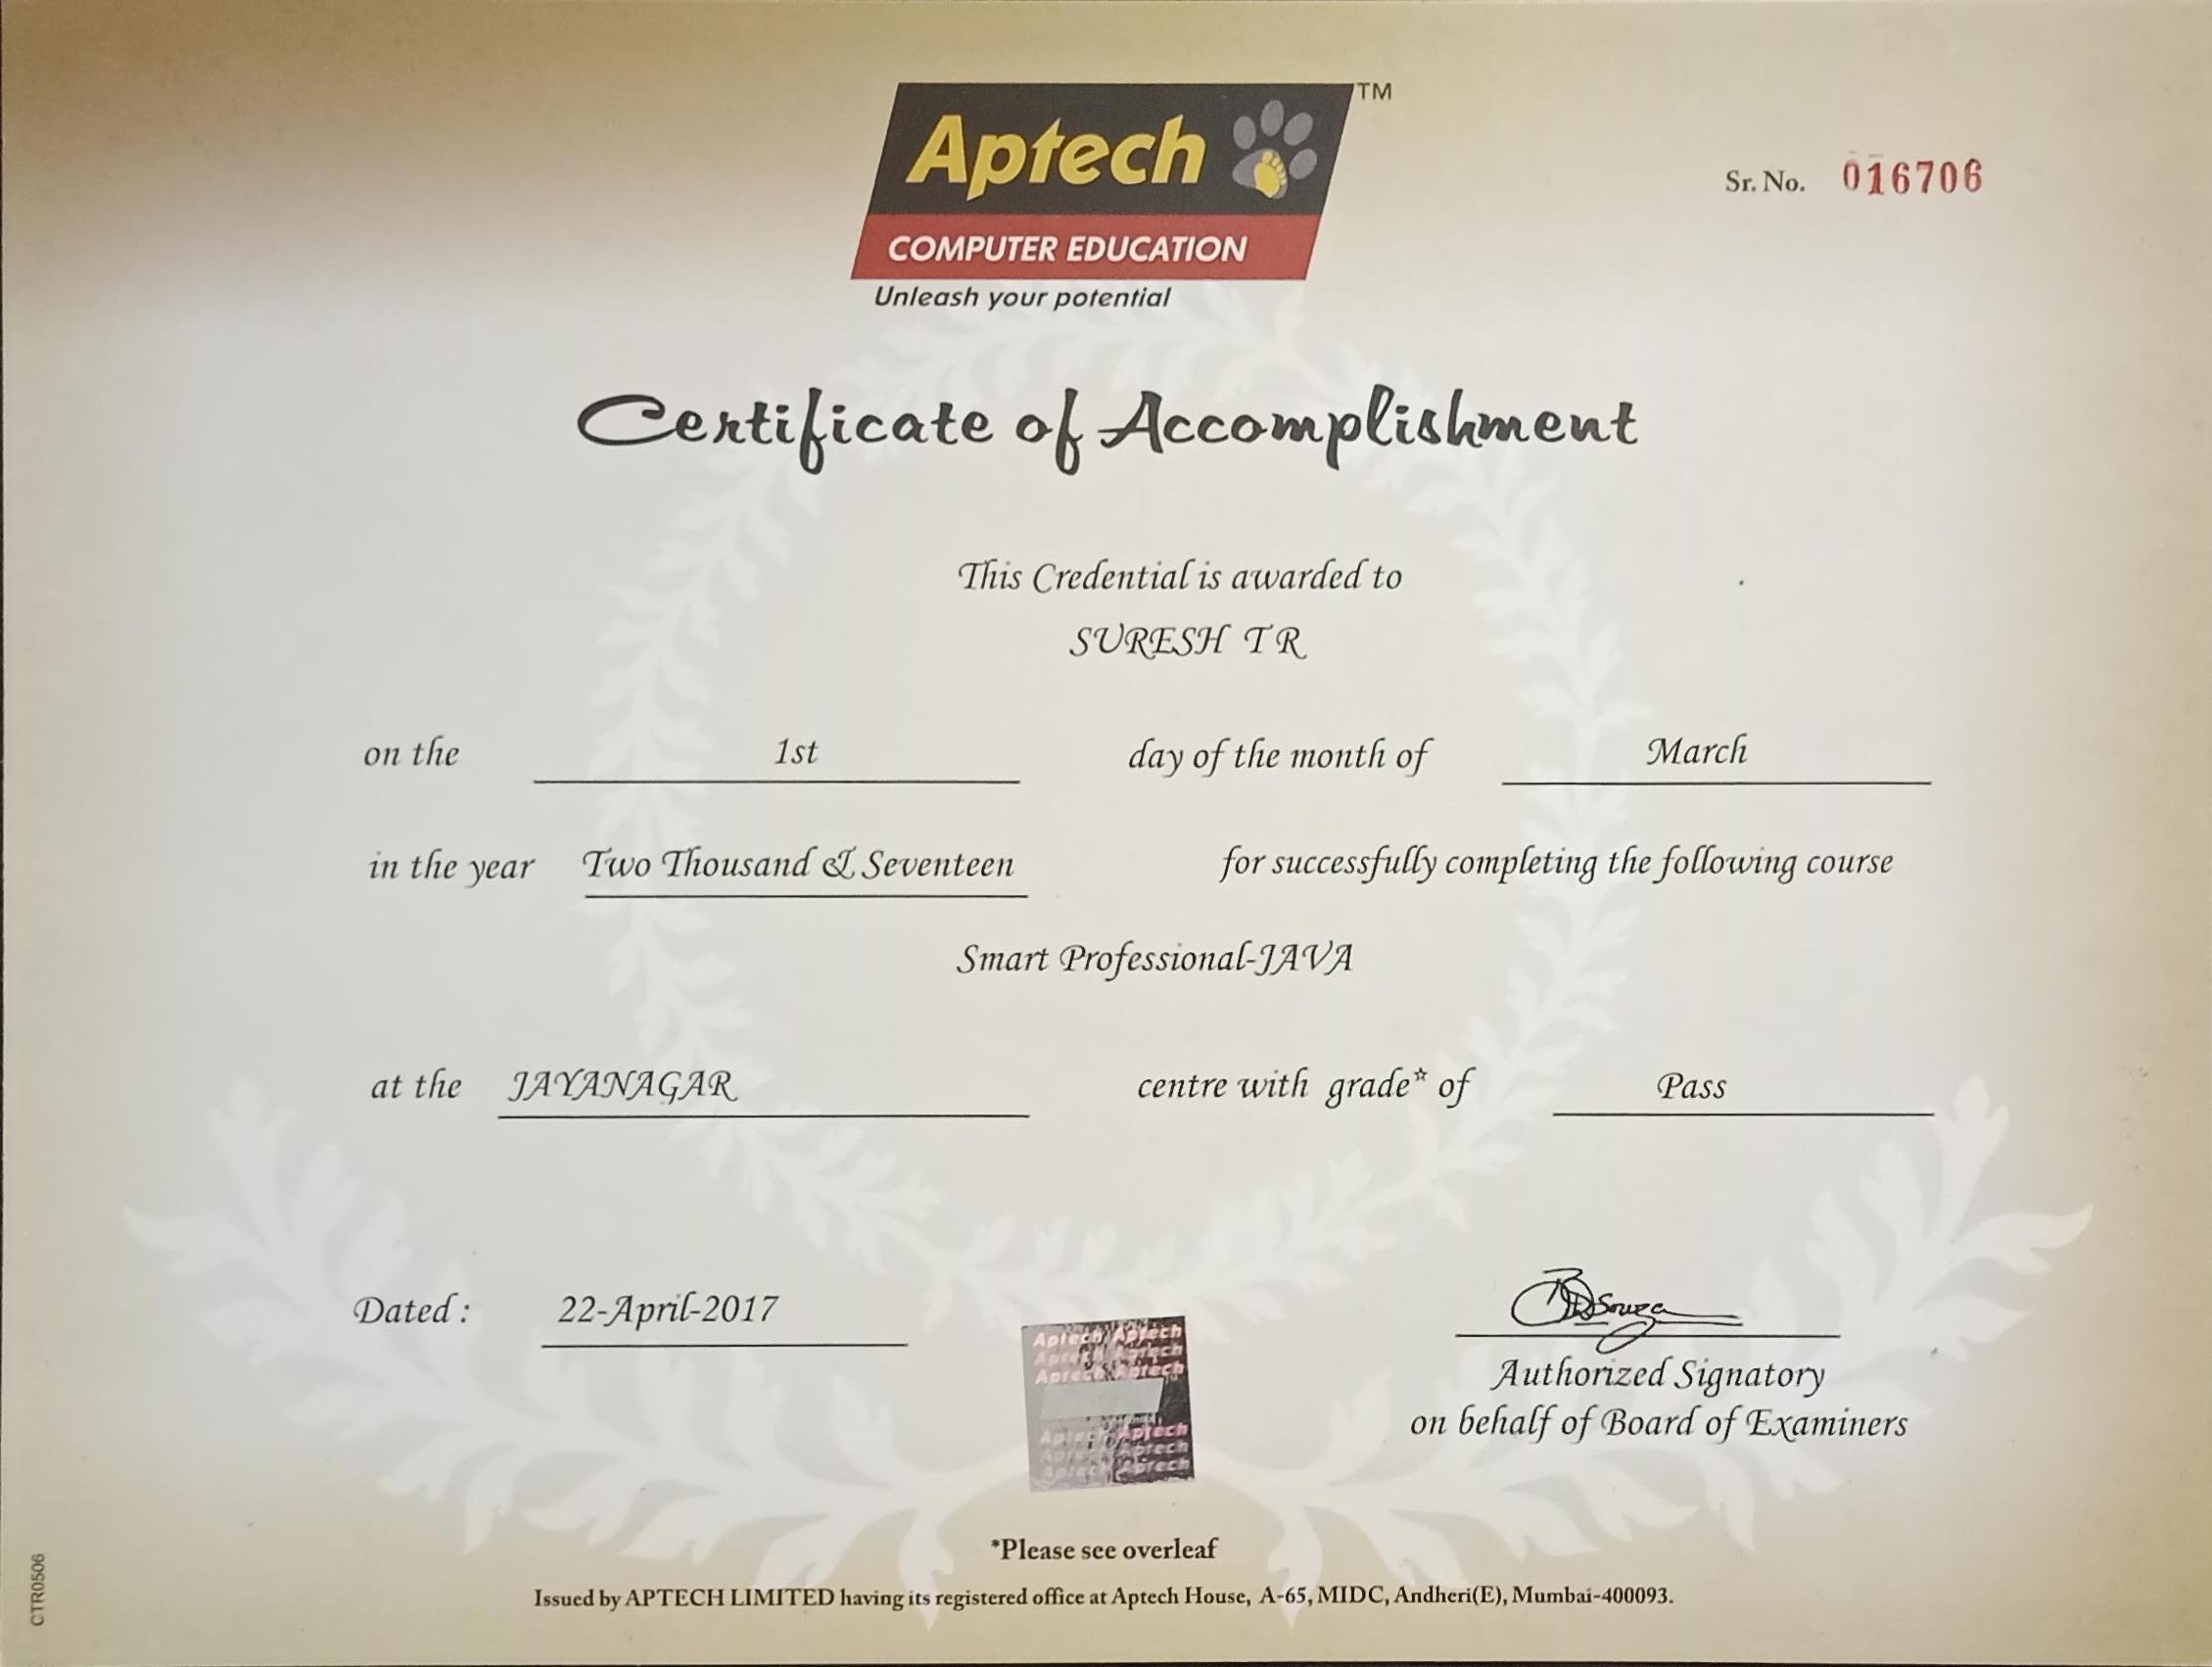 Aptech TM
COMPUTER EDUCATION
Unleash your potential
Sr. No. 016706
Certificate of Accomplishment
This Credential is awarded to
SURESH T R
on the 1st day of the month of March
in the year Two Thousand & Seventeen for successfully completing the following course
Smart Professional-JAVA
at the JAYANAGAR centre with grade* of Pass
Dated : 22-April-2017
Aptech Aptech
Aptech Aptech
Aptech Aptech
Aptech Aptech
Aptech Aptech
Aptech Aptech
Authorized Signatory
on behalf of Board of Examiners
*Please see overleaf
Issued by APTECH LIMITED having its registered office at Aptech House, A-65, MIDC, Andheri(E), Mumbai-400093.
CTR0506